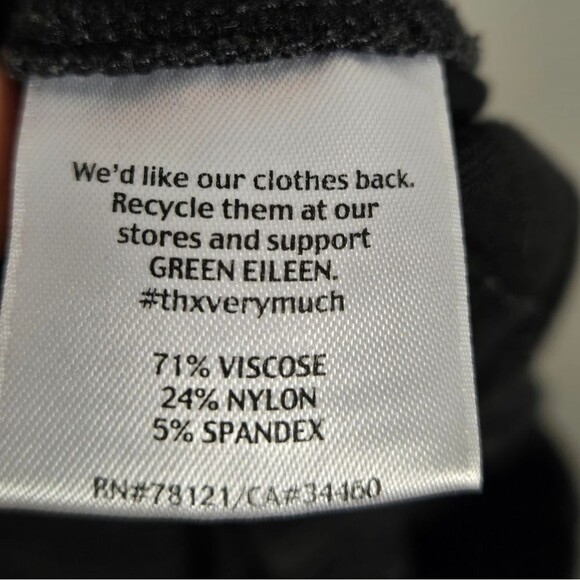 We'd like our clothes back.
Recycle them at our
stores and support
GREEN EILEEN.
#thxverymuch
71% VISCOSE
24% NYLON
5% SPANDEX
RN#78121/CA#34460